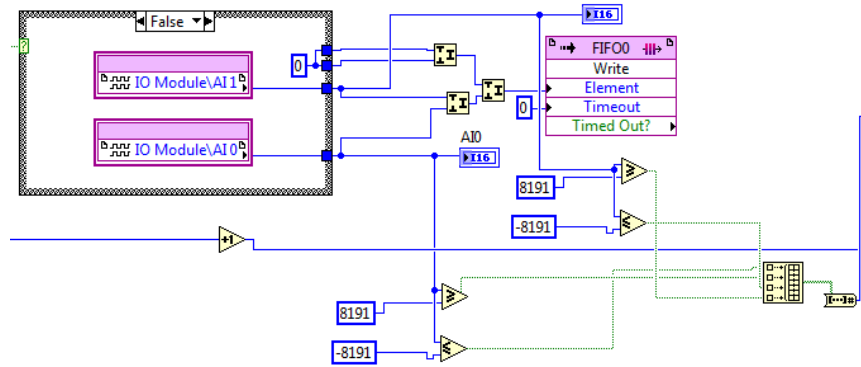 False
I16
?
0
FIFO0
Write
IO Module\AI1
Element
0
Timeout
Timed Out?
AI0
IO Module\AI0
I16
8191
-8191
+1
8191
-8191
[...]#